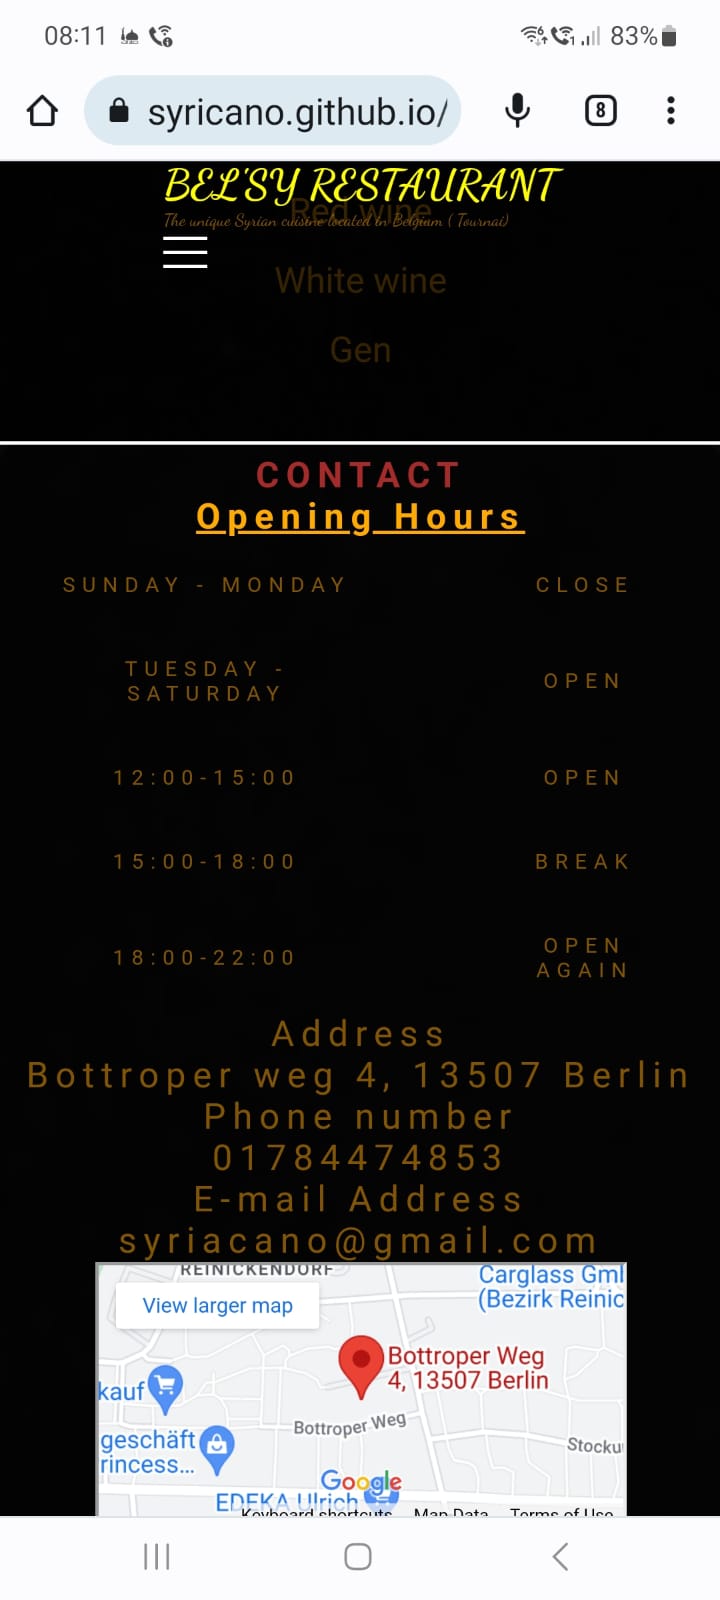 08:11
83%
syricano.github.io/
8
BEL'SY RESTAURANT
Red wine
The unique Syrian cuisine located in Belgium ( Tournai)
White wine
Gen
CONTACT
Opening Hours
SUNDAY - MONDAY CLOSE
TUESDAY -
SATURDAY
OPEN
12:00-15:00 OPEN
15:00-18:00 BREAK
18:00-22:00
OPEN
AGAIN
Address
Bottroper weg 4, 13507 Berlin
Phone number
01784474853
E-mail Address
syriacano@gmail.com
REINICKENDORF
Carglass Gml
(Bezirk Reinic
View larger map
Bottroper Weg
4, 13507 Berlin
kauf
Bottroper Weg
geschäft
rincess...
Stocku
Google
EDEKA Ulrich
Keyboard shortcuts Map Data Terms of Use